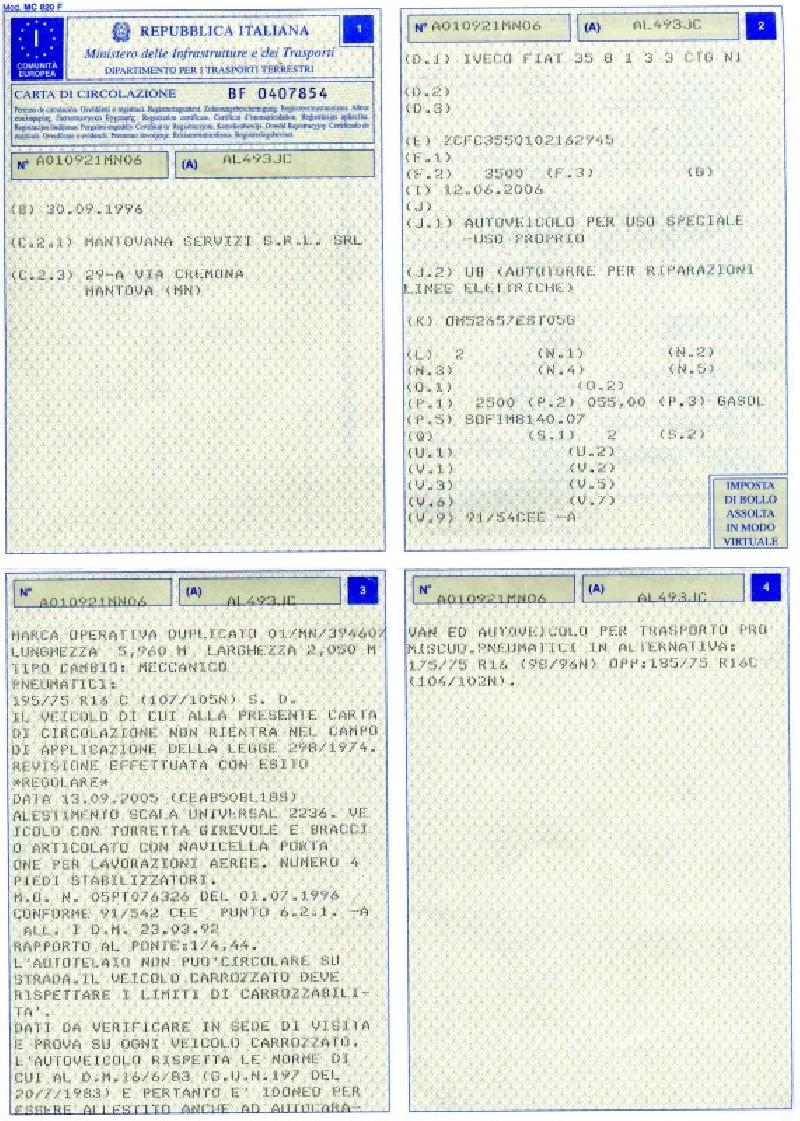 Mod. MC 820 F
I
COMUNITÀ
EUROPEA
REPUBBLICA ITALIANA
1
Ministero delle Infrastrutture e dei Trasporti
DIPARTIMENTO PER I TRASPORTI TERRESTRI
CARTA DI CIRCOLAZIONE BF 0407854
N° A010921MN06 (A) AL493JC
(B) 30.09.1996
(C.2.1) MANTOVANA SERVIZI S.R.L. SRL
(C.2.3) 29-A VIA CREMONA
MANTOVA (MN)
N° A010921MN06 (A) AL493JC 2
(D.1) IVECO FIAT 35 8 1 3 3 CTG N1
(D.2)
(D.3)
(E) ZCFC3550102162945
(F.1)
(F.2) 3500 (F.3) (G)
(I) 12.06.2006
(J)
(J.1) AUTOVEICOLO PER USO SPECIALE
-USO PROPRIO
(J.2) U8 (AUTOTORRE PER RIPARAZIONI
LINEE ELETTRICHE)
(K) OM52657EST05G
(L) 2 (N.1) (N.2)
(N.3) (N.4) (N.5)
(O.1) (O.2)
(P.1) 2500 (P.2) 055,00 (P.3) GASOL
(P.5) SOFIM8140.07
(Q) (S.1) 2 (S.2)
(U.1) (U.2)
(V.1) (V.2)
(V.3) (V.5)
(V.6) (V.7)
(V.9) 91/54CEE -A
IMPOSTA
DI BOLLO
ASSOLTA
IN MODO
VIRTUALE
N° A010921MN06 (A) AL493JC 3
MARCA OPERATIVA DUPLICATO 01/MN/39460/
LUNGHEZZA 5,960 M LARGHEZZA 2,050 M
TIPO CAMBIO: MECCANICO
PNEUMATICI:
195/75 R16 C (107/105N) S. D.
IL VEICOLO DI CUI ALLA PRESENTE CARTA
DI CIRCOLAZIONE NON RIENTRA NEL CAMPO
DI APPLICAZIONE DELLA LEGGE 298/1974.
REVISIONE EFFETTUATA CON ESITO
*REGOLARE*
DATA 13.09.2005 (CEAB50BL18S)
ALESTIMENTO SCALA UNIVERSAL 2236. VE
ICOLO CON TORRETTA GIREVOLE E BRACCI
O ARTICOLATO CON NAVICELLA PORTA
ONE PER LAVORAZIONI AEREE. NUMERO 4
PIEDI STABILIZZATORI.
M.O. N. 05PT076326 DEL 01.07.1996
CONFORME 91/542 CEE PUNTO 6.2.1. -A
ALL. I D.M. 23.03.92
RAPPORTO AL PONTE:1/4,44.
L'AUTOTELAIO NON PUO'CIRCOLARE SU
STRADA.IL VEICOLO CARROZZATO DEVE
RISPETTARE I LIMITI DI CARROZZABILI-
TA'.
DATI DA VERIFICARE IN SEDE DI VISITA
E PROVA SU OGNI VEICOLO CARROZZATO.
L'AUTOVEICOLO RISPETTA LE NORME DI
CUI AL D.M.16/6/83 (G.U.N.197 DEL
20/7/1983) E PERTANTO E' IDONEO PER
ESSERE ALLESTITO ANCHE AD AUTOCARA-
N° A010921MN06 (A) AL493JC 4
VAN ED AUTOVEICOLO PER TRASPORTO PRO
MISCUO.PNEUMATICI IN ALTERNATIVA:
175/75 R16 (98/96N) OPP:185/75 R16C
(104/102N).